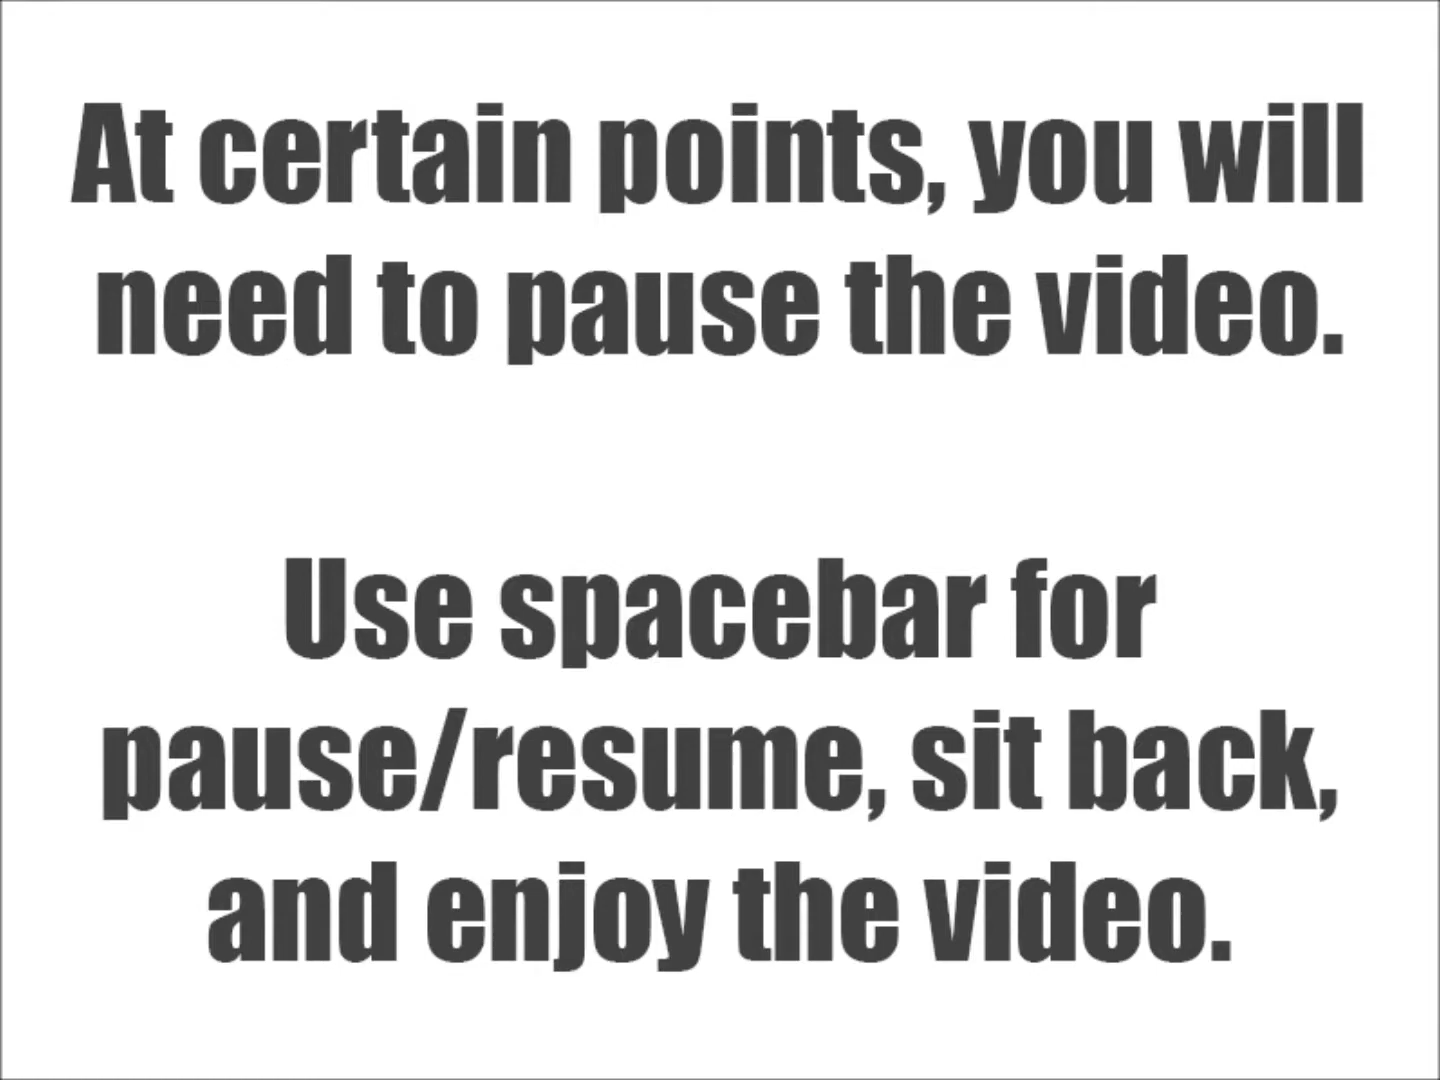 At certain points, you will
need to pause the video.
Use spacebar for
pause/resume, sit back,
and enjoy the video.